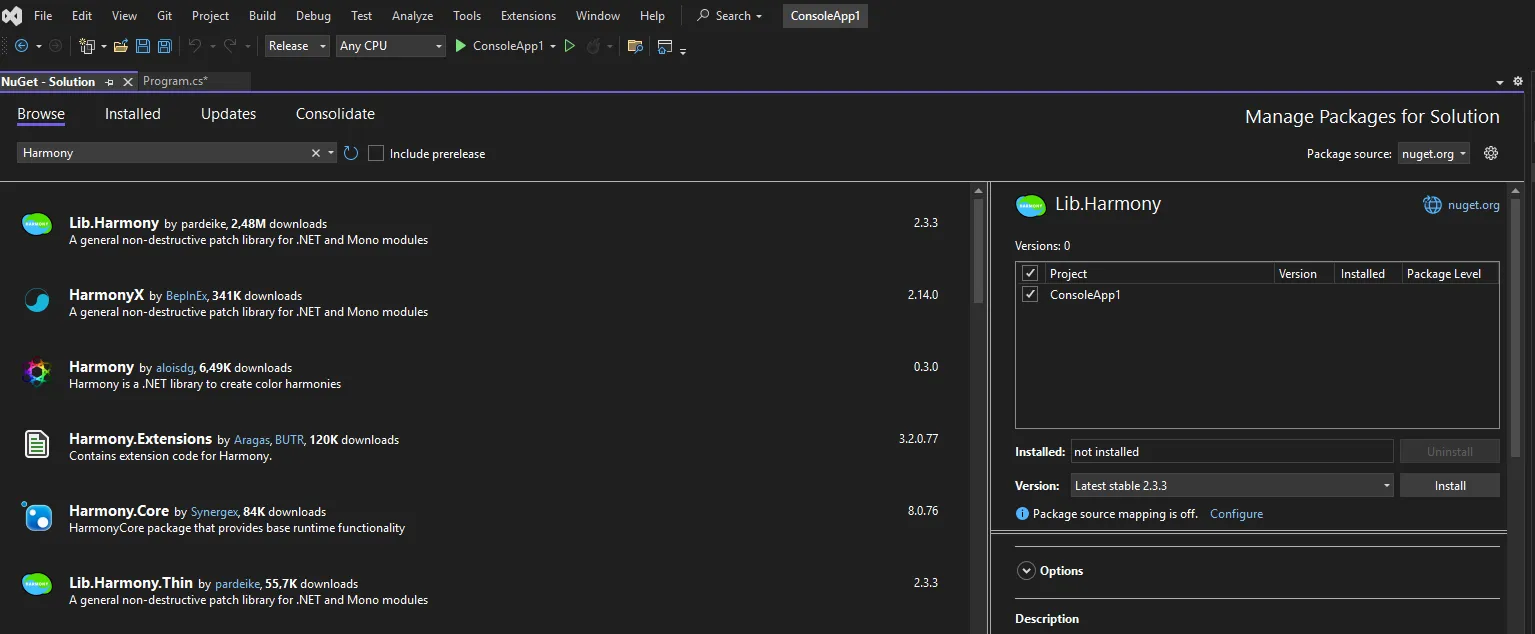 File Edit View Git Project Build Debug Test Analyze Tools Extensions Window Help Search ConsoleApp1
Release Any CPU ConsoleApp1
NuGet - Solution Program.cs*
Browse Installed Updates Consolidate
Manage Packages for Solution
Harmony Include prerelease
Package source: nuget.org
Lib.Harmony by pardeike, 2,48M downloads 2.3.3
A general non-destructive patch library for .NET and Mono modules
HarmonyX by BepInEx, 341K downloads 2.14.0
A general non-destructive patch library for .NET and Mono modules
Harmony by aloisdg, 6,49K downloads 0.3.0
Harmony is a .NET library to create color harmonies
Harmony.Extensions by Aragas, BUTR, 120K downloads 3.2.0.77
Contains extension code for Harmony.
Harmony.Core by Synergex, 84K downloads 8.0.76
HarmonyCore package that provides base runtime functionality
Lib.Harmony.Thin by pardeike, 55,7K downloads 2.3.3
A general non-destructive patch library for .NET and Mono modules
Lib.Harmony nuget.org
Versions: 0
Project Version Installed Package Level
ConsoleApp1
Installed: not installed Uninstall
Version: Latest stable 2.3.3 Install
Package source mapping is off. Configure
Options
Description